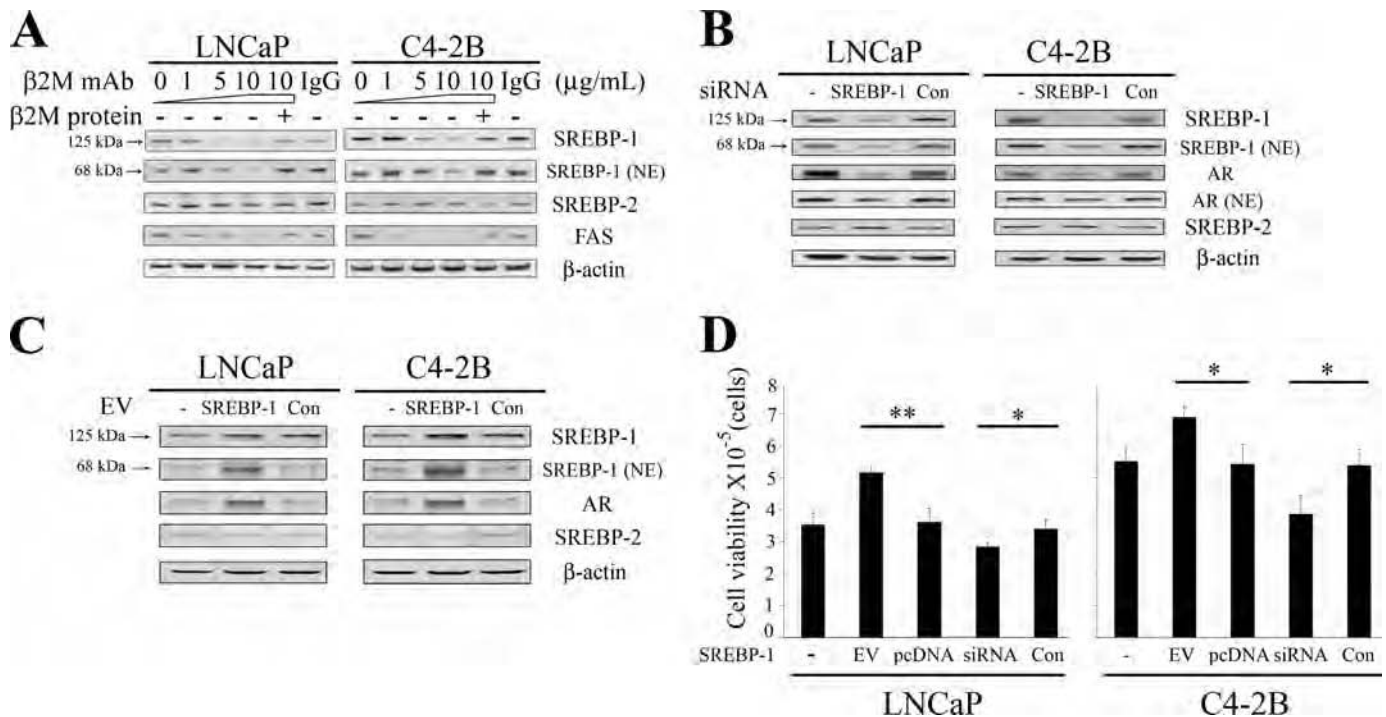 A
LNCaP C4-2B
β2M mAb 0 1 5 10 10 IgG 0 1 5 10 10 IgG (μg/mL)
β2M protein - - - - + - - - - - + -
125 kDa → SREBP-1
68 kDa → SREBP-1 (NE)
SREBP-2
FAS
β-actin
B
LNCaP C4-2B
siRNA - SREBP-1 Con - SREBP-1 Con
125 kDa → SREBP-1
68 kDa → SREBP-1 (NE)
AR
AR (NE)
SREBP-2
β-actin
C
LNCaP C4-2B
EV - SREBP-1 Con - SREBP-1 Con
125 kDa → SREBP-1
68 kDa → SREBP-1 (NE)
AR
SREBP-2
β-actin
D
Cell viability X10⁻⁵ (cells)
8
7
6
5
4
3
2
1
0
** * * *
SREBP-1 - EV pcDNA siRNA Con - EV pcDNA siRNA Con
LNCaP C4-2B